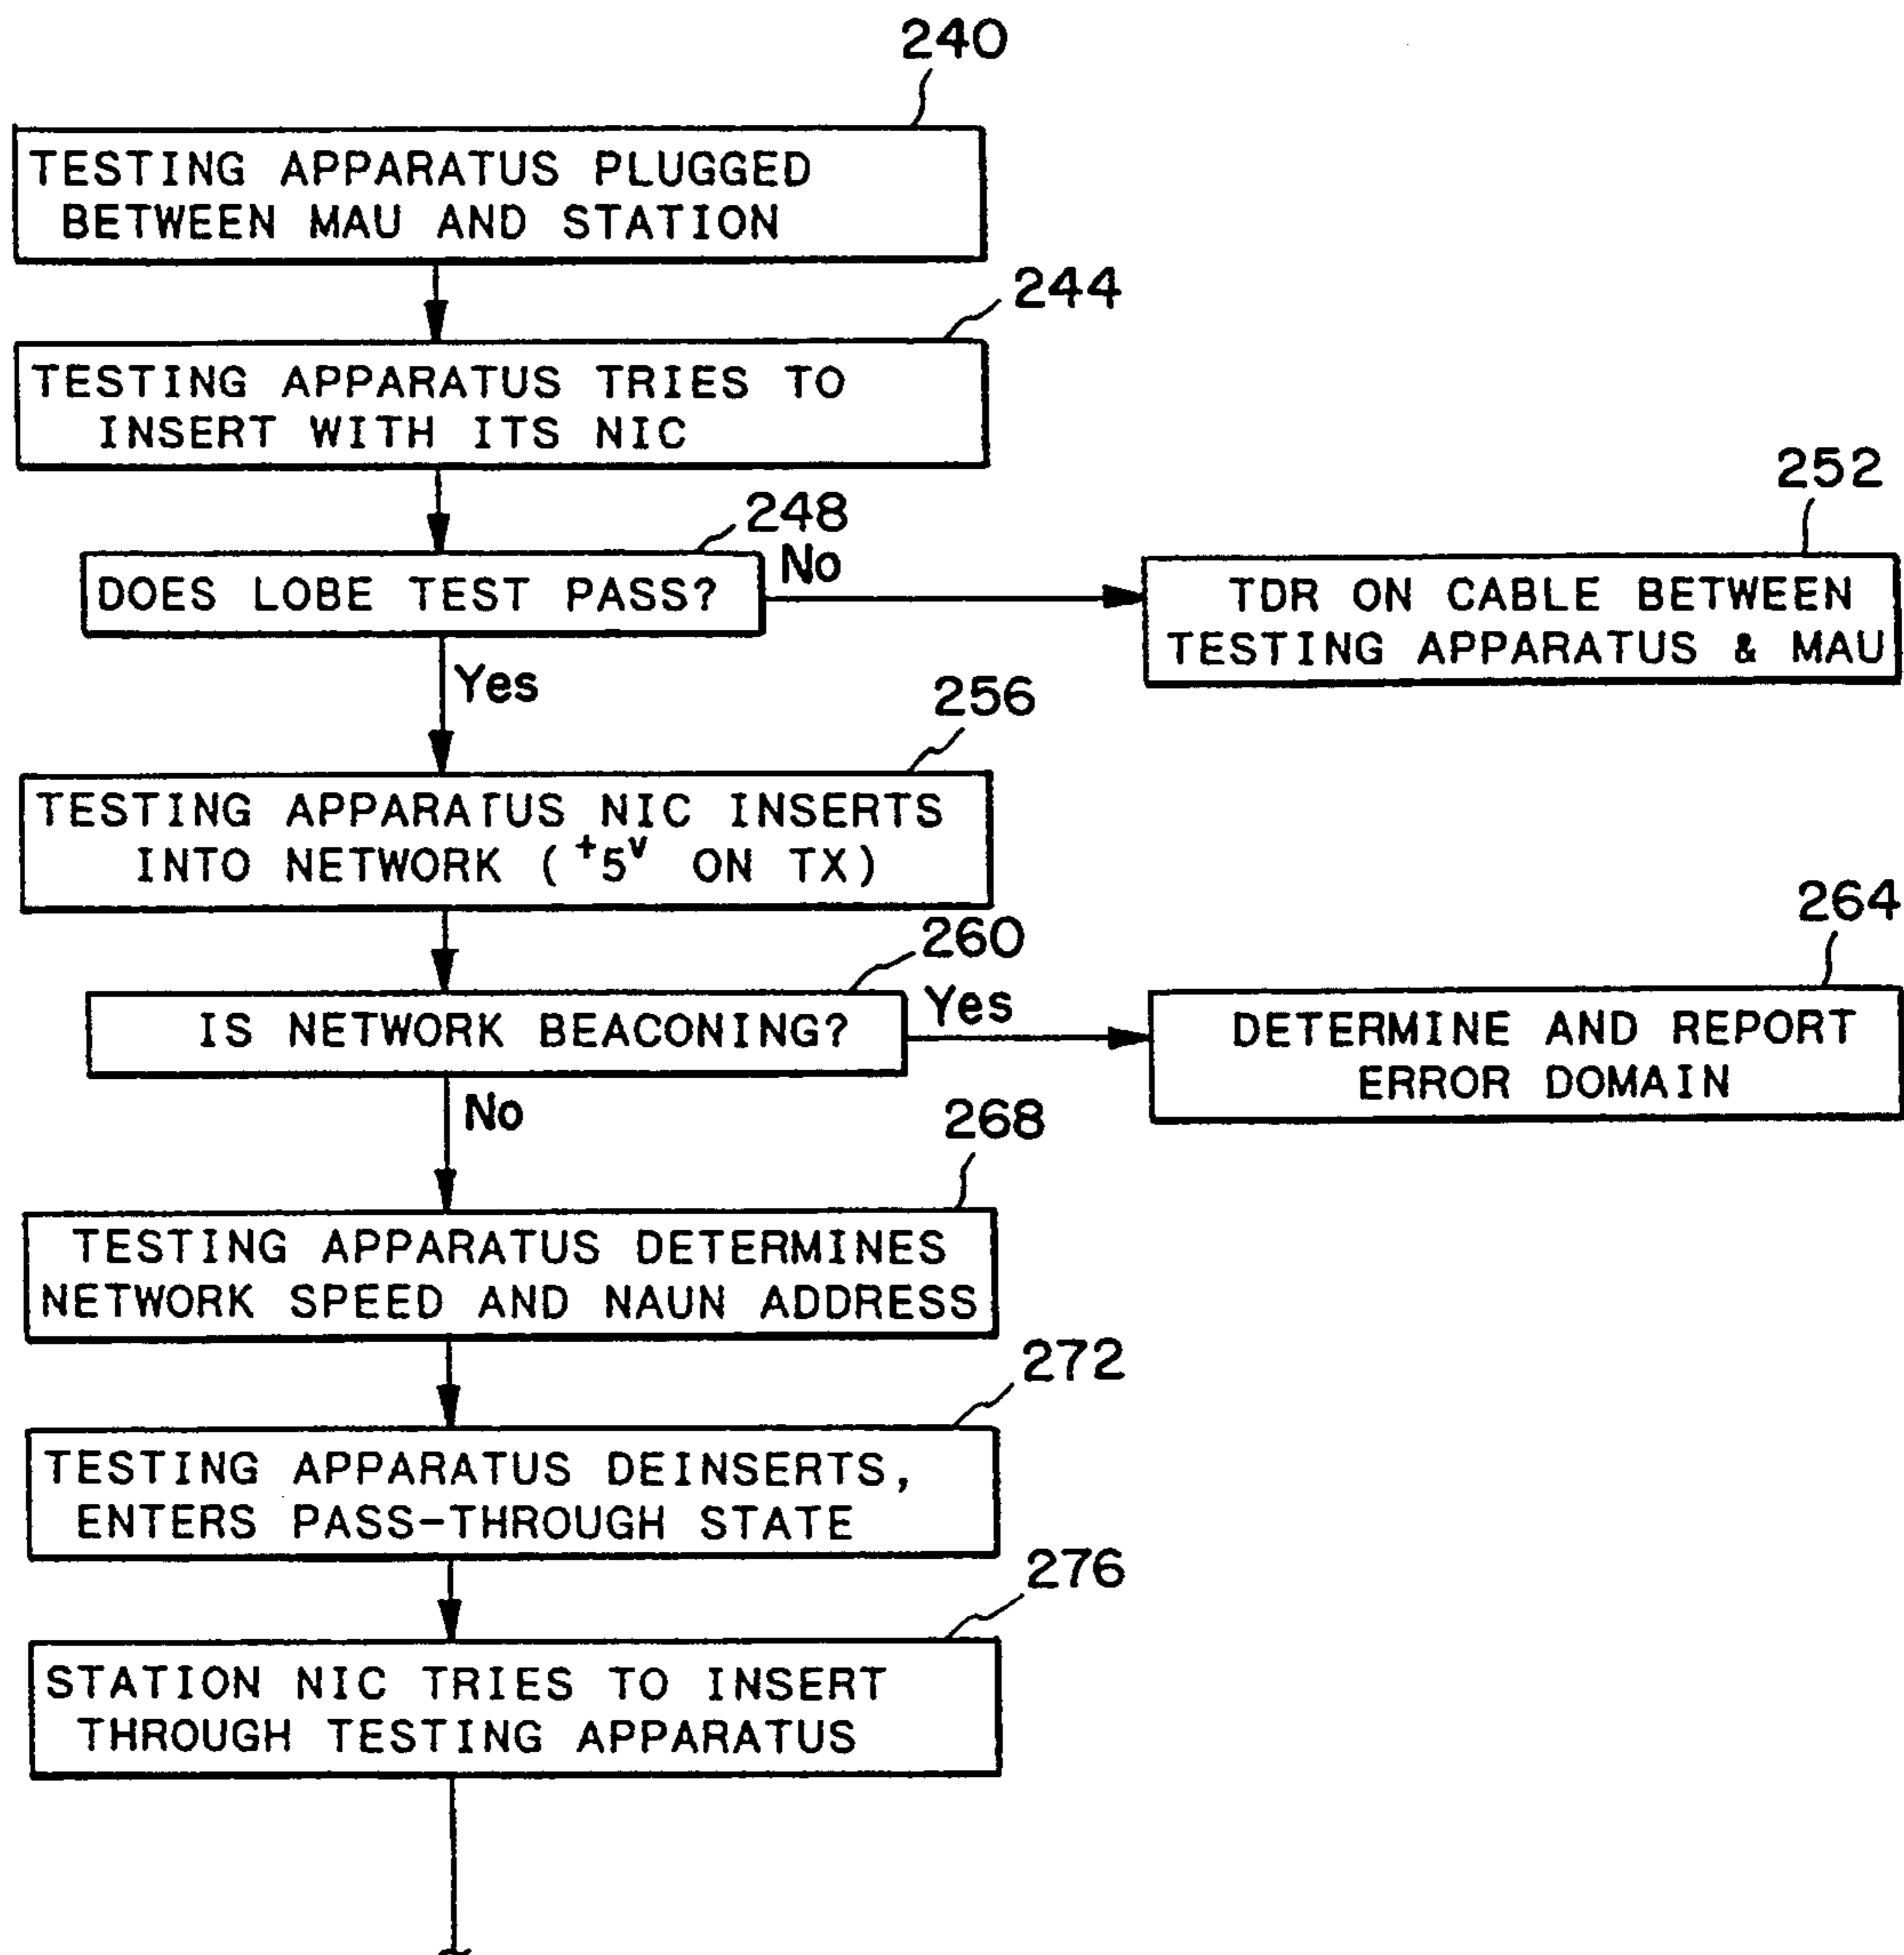 240
TESTING APPARATUS PLUGGED
BETWEEN MAU AND STATION
244
TESTING APPARATUS TRIES TO
INSERT WITH ITS NIC
248
DOES LOBE TEST PASS?
No
252
TDR ON CABLE BETWEEN
TESTING APPARATUS & MAU
Yes
256
TESTING APPARATUS NIC INSERTS
INTO NETWORK (+5v ON TX)
260
IS NETWORK BEACONING?
Yes
264
DETERMINE AND REPORT
ERROR DOMAIN
No
268
TESTING APPARATUS DETERMINES
NETWORK SPEED AND NAUN ADDRESS
272
TESTING APPARATUS DEINSERTS,
ENTERS PASS-THROUGH STATE
276
STATION NIC TRIES TO INSERT
THROUGH TESTING APPARATUS